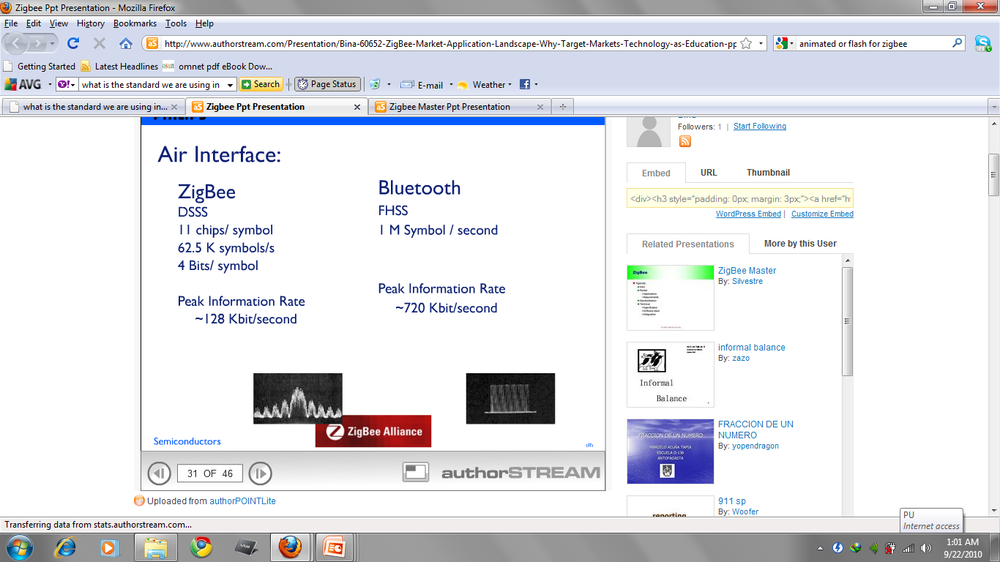 Zigbee Ppt Presentation - Mozilla Firefox
File Edit View History Bookmarks Tools Help
http://www.authorstream.com/Presentation/Bina-60652-ZigBee-Market-Application-Landscape-Why-Target-Markets-Technology-as-Education-pp
animated or flash for zigbee
Getting Started Latest Headlines omnet pdf eBook Dow...
AVG what is the standard we are using in Search Page Status E-mail Weather
what is the standard we are using in... Zigbee Ppt Presentation Zigbee Master Ppt Presentation
Air Interface:
ZigBee
DSSS
11 chips/ symbol
62.5 K symbols/s
4 Bits/ symbol
Peak Information Rate
~128 Kbit/second
Bluetooth
FHSS
1 M Symbol / second
Peak Information Rate
~720 Kbit/second
ZigBee Alliance
Semiconductors
31 OF 46
authorSTREAM
Uploaded from authorPOINTLite
Followers: 1 | Start Following
Embed URL Thumbnail
<div><h3 style="padding: 0px; margin: 3px;"><a href="h
WordPress Embed | Customize Embed
Related Presentations More by this User
ZigBee
ZigBee Master
By: Silvestre
Informal
Balance
informal balance
By: zazo
FRACCION DE UN NUMERO
MARCELO ACUÑA TAPIA
ESCUELA D-136
ANTOFAGASTA
FRACCION DE UN
NUMERO
By: yopendragon
reporting
911 sp
By: Woofer
Transferring data from stats.authorstream.com...
PU
Internet access
1:01 AM
9/22/2010